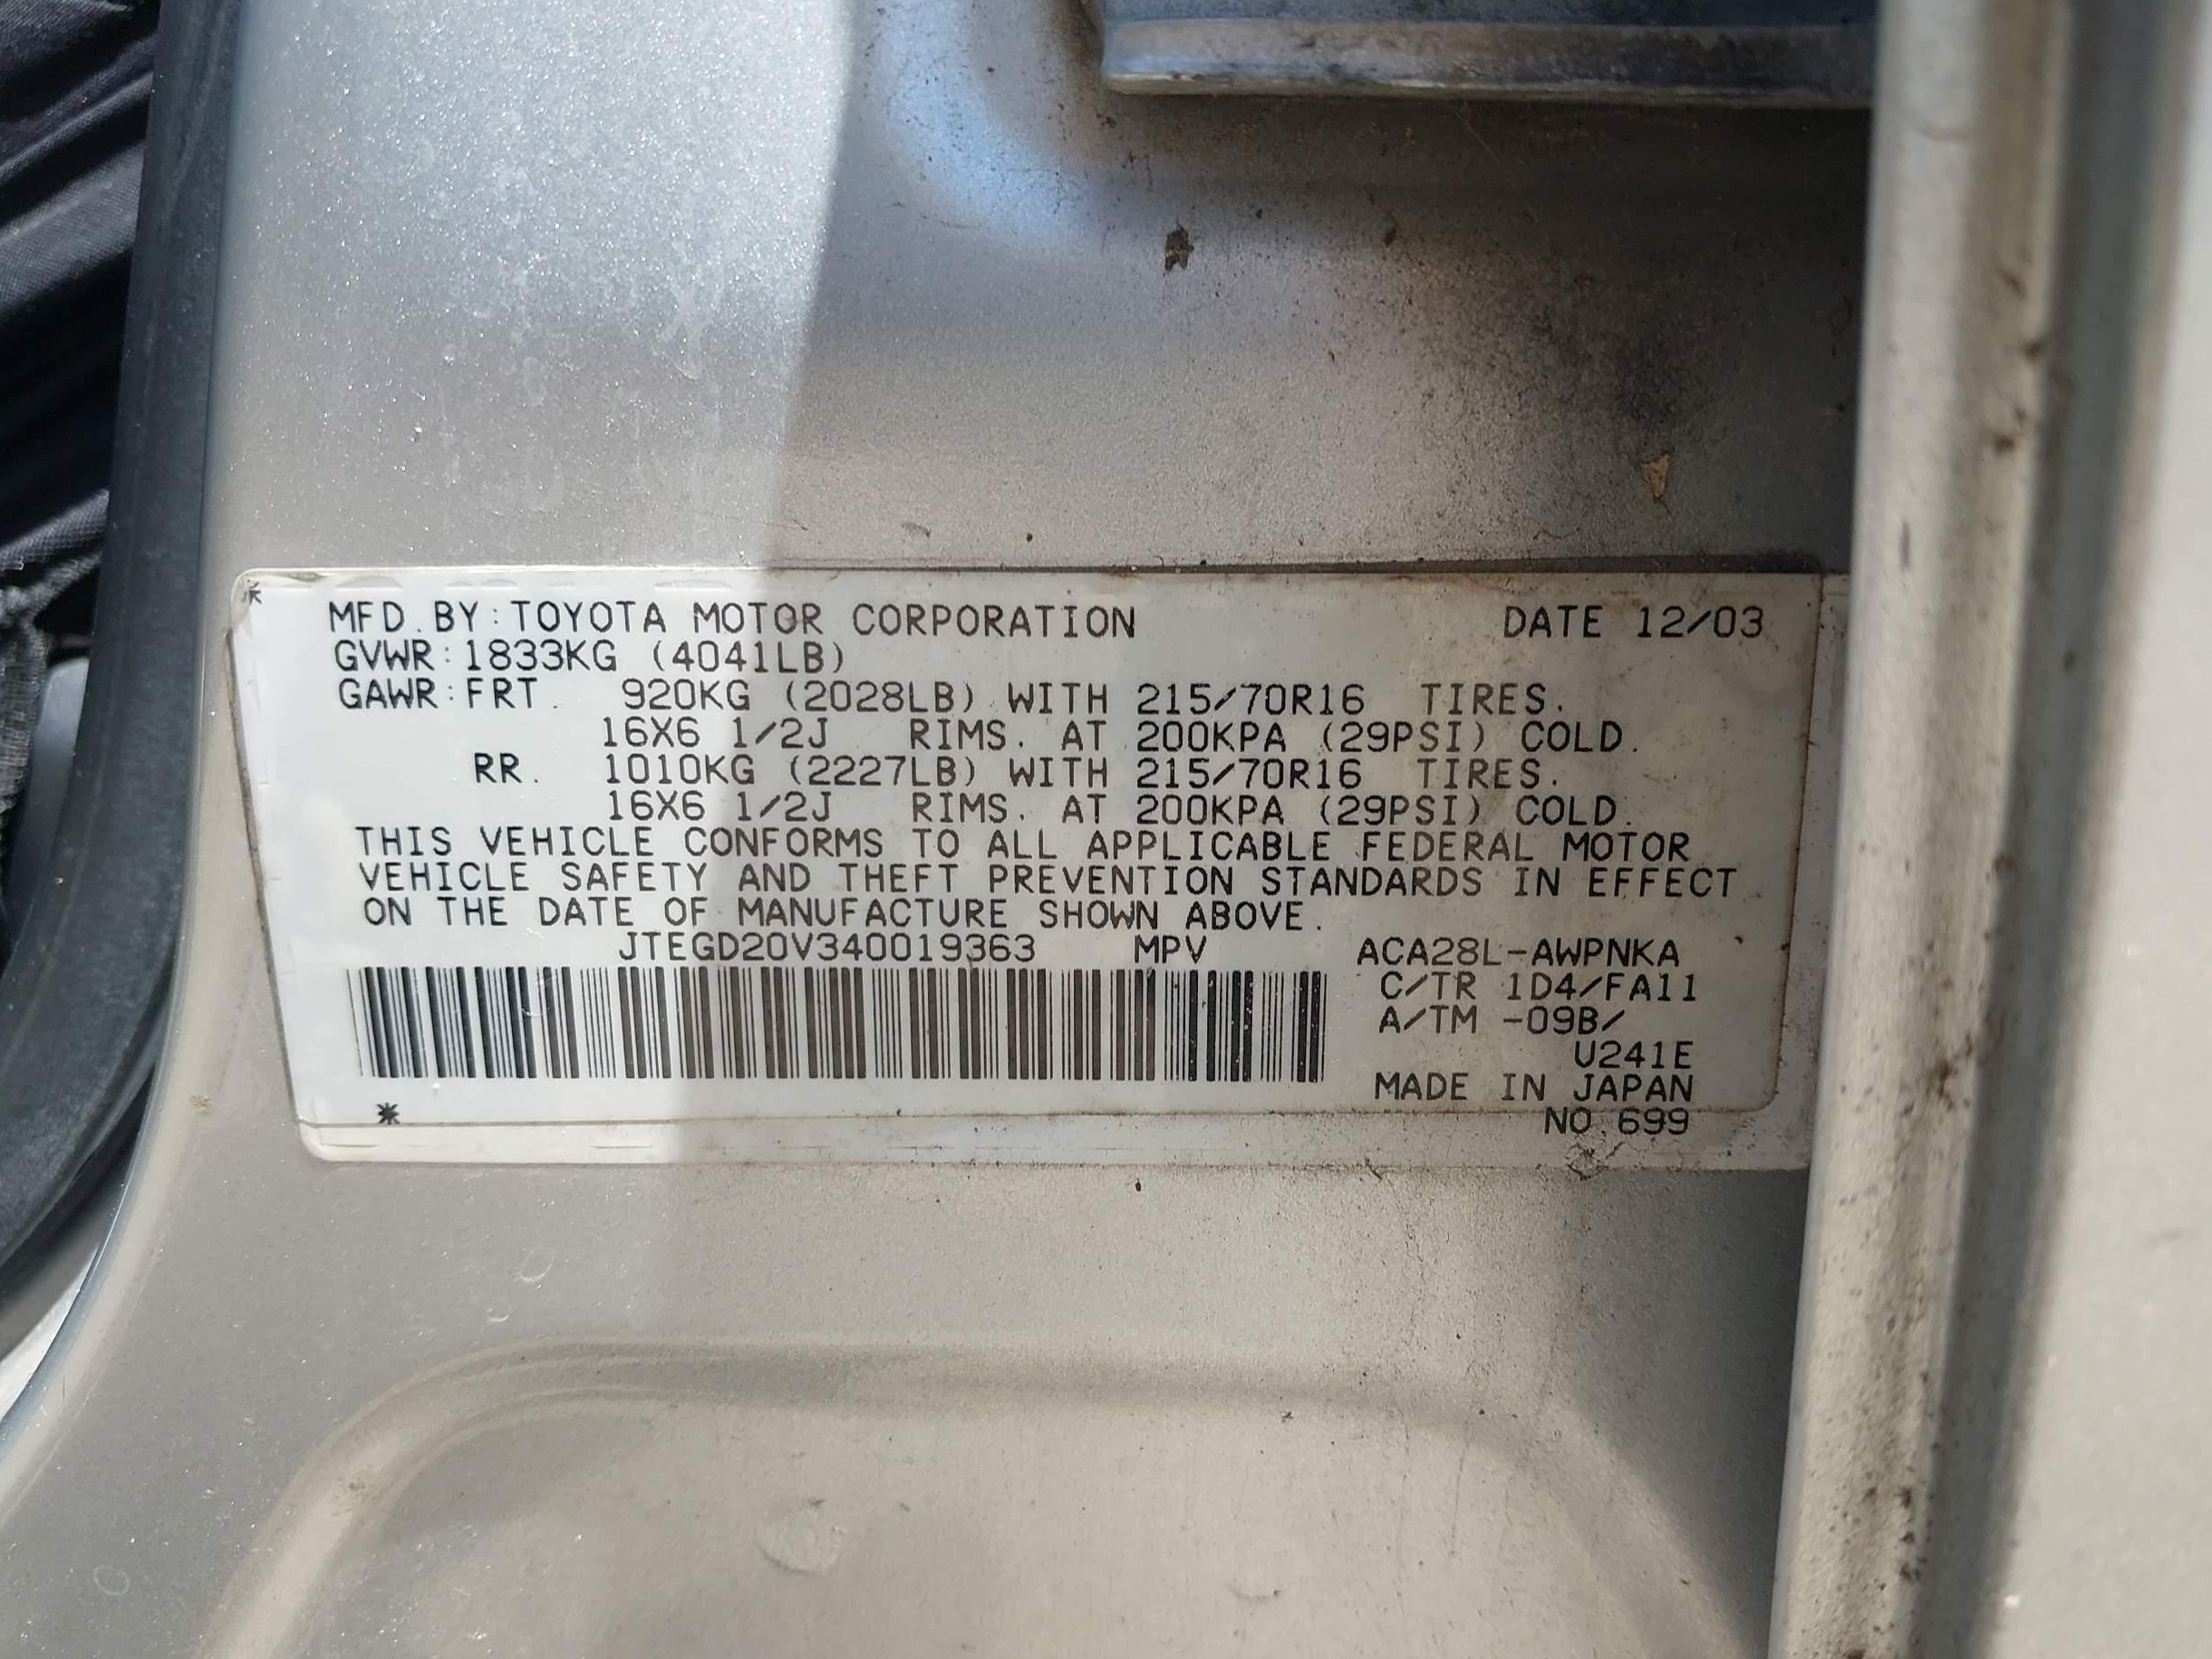 MFD. BY: TOYOTA MOTOR CORPORATION DATE 12/03
GVWR: 1833KG (4041LB)
GAWR: FRT. 920KG (2028LB) WITH 215/70R16 TIRES.
16X6 1/2J RIMS. AT 200KPA (29PSI) COLD.
RR. 1010KG (2227LB) WITH 215/70R16 TIRES.
16X6 1/2J RIMS. AT 200KPA (29PSI) COLD.
THIS VEHICLE CONFORMS TO ALL APPLICABLE FEDERAL MOTOR
VEHICLE SAFETY AND THEFT PREVENTION STANDARDS IN EFFECT
ON THE DATE OF MANUFACTURE SHOWN ABOVE.
JTEGD20V340019363 MPV ACA28L-AWPNKA
C/TR 1D4/FA11
A/TM -09B/
U241E
MADE IN JAPAN
NO.699